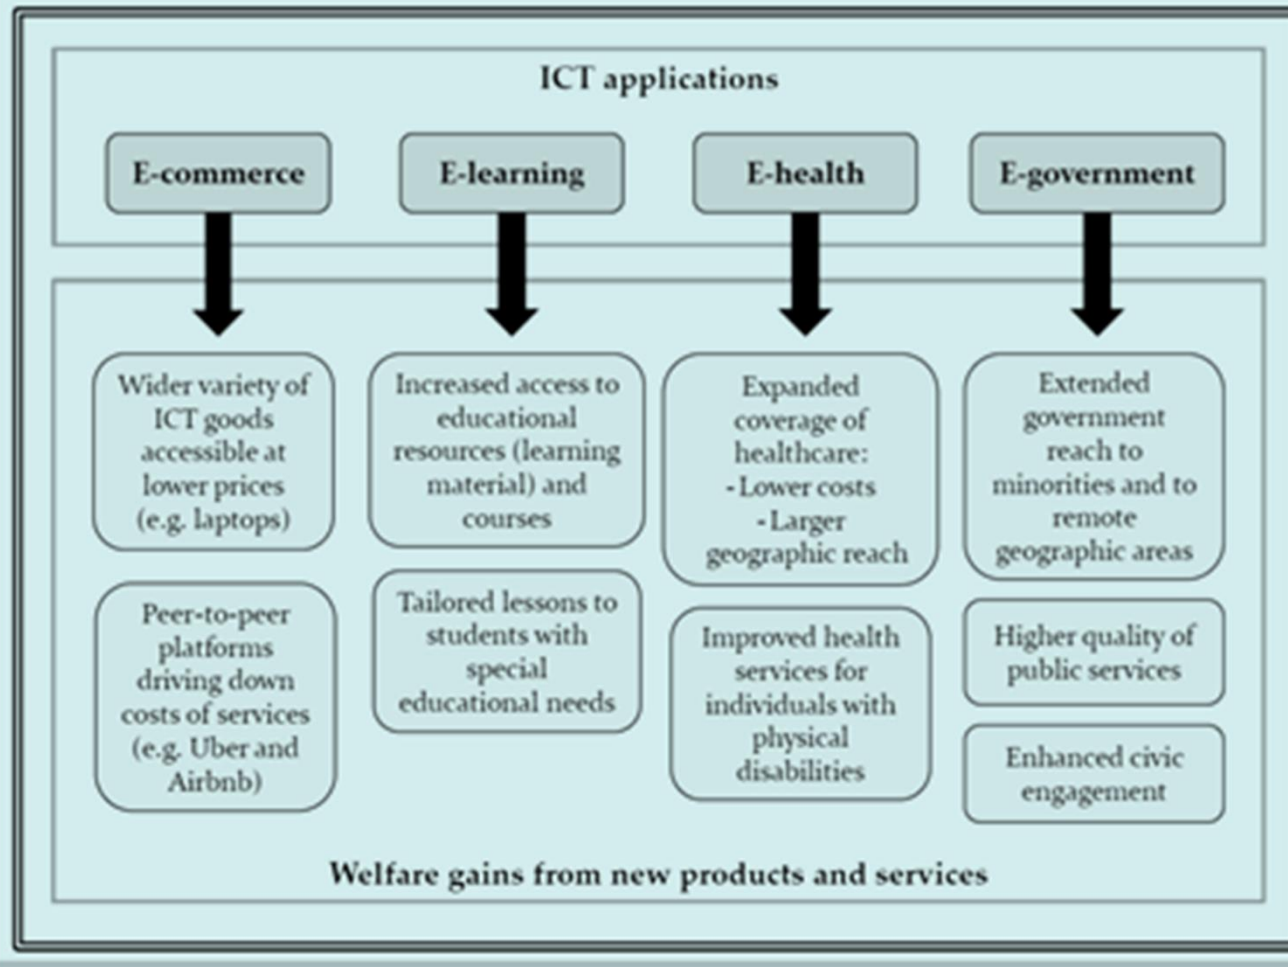 ICT applications
E-commerce
E-learning
E-health
E-government
Wider variety of
ICT goods
accessible at
lower prices
(e.g. laptops)
Peer-to-peer
platforms
driving down
costs of services
(e.g. Uber and
Airbnb)
Increased access to
educational
resources (learning
material) and
courses
Tailored lessons to
students with
special
educational needs
Expanded
coverage of
healthcare:
- Lower costs
- Larger
geographic reach
Improved health
services for
individuals with
physical
disabilities
Extended
government
reach to
minorities and to
remote
geographic areas
Higher quality of
public services
Enhanced civic
engagement
Welfare gains from new products and services